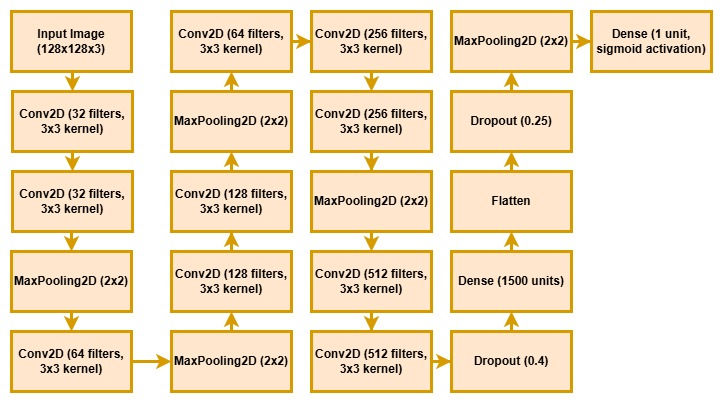 Input Image
(128x128x3)
Conv2D (32 filters,
3x3 kernel)
Conv2D (32 filters,
3x3 kernel)
MaxPooling2D (2x2)
Conv2D (64 filters,
3x3 kernel)
Conv2D (64 filters,
3x3 kernel)
MaxPooling2D (2x2)
Conv2D (128 filters,
3x3 kernel)
Conv2D (128 filters,
3x3 kernel)
MaxPooling2D (2x2)
Conv2D (256 filters,
3x3 kernel)
Conv2D (256 filters,
3x3 kernel)
MaxPooling2D (2x2)
Conv2D (512 filters,
3x3 kernel)
Conv2D (512 filters,
3x3 kernel)
MaxPooling2D (2x2)
Dropout (0.25)
Flatten
Dense (1500 units)
Dropout (0.4)
Dense (1 unit,
sigmoid activation)